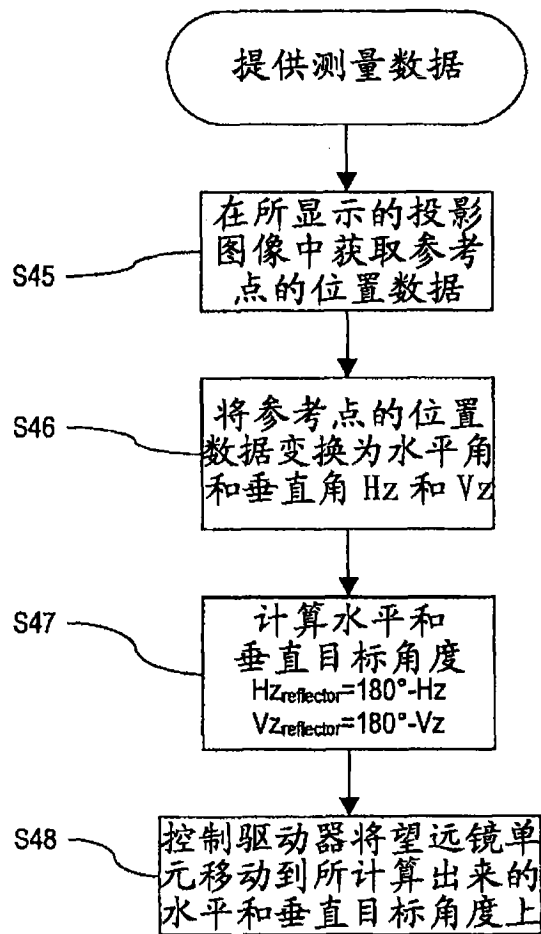 提供测量数据
S45
在所显示的投影
图像中获取参考
点的位置数据
S46
将参考点的位置
数据变换为水平角
和垂直角 Hz 和 Vz
S47
计算水平和
垂直目标角度
Hzreflector=180°-Hz
Vzreflector=180°-Vz
S48
控制驱动器将望远镜单
元移动到所计算出来的
水平和垂直目标角度上